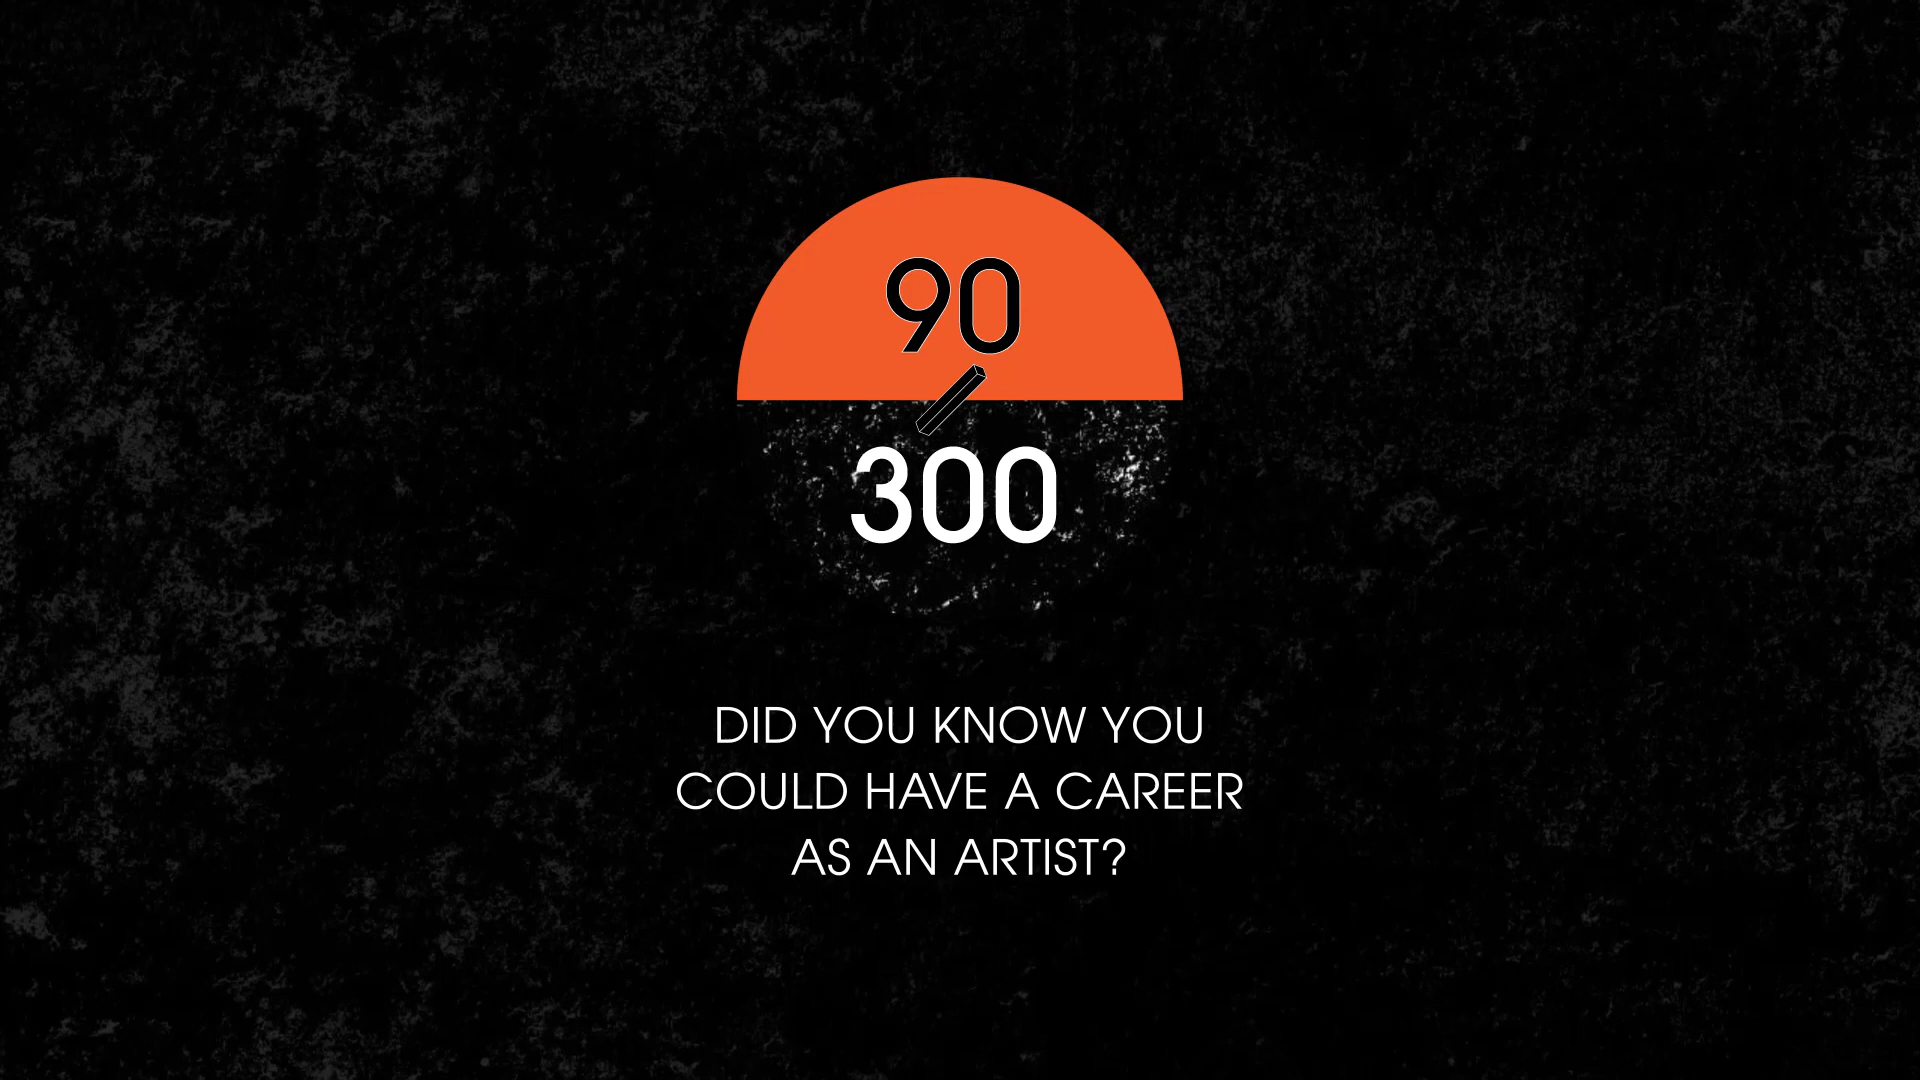 90
300
DID YOU KNOW YOU
COULD HAVE A CAREER
AS AN ARTIST?